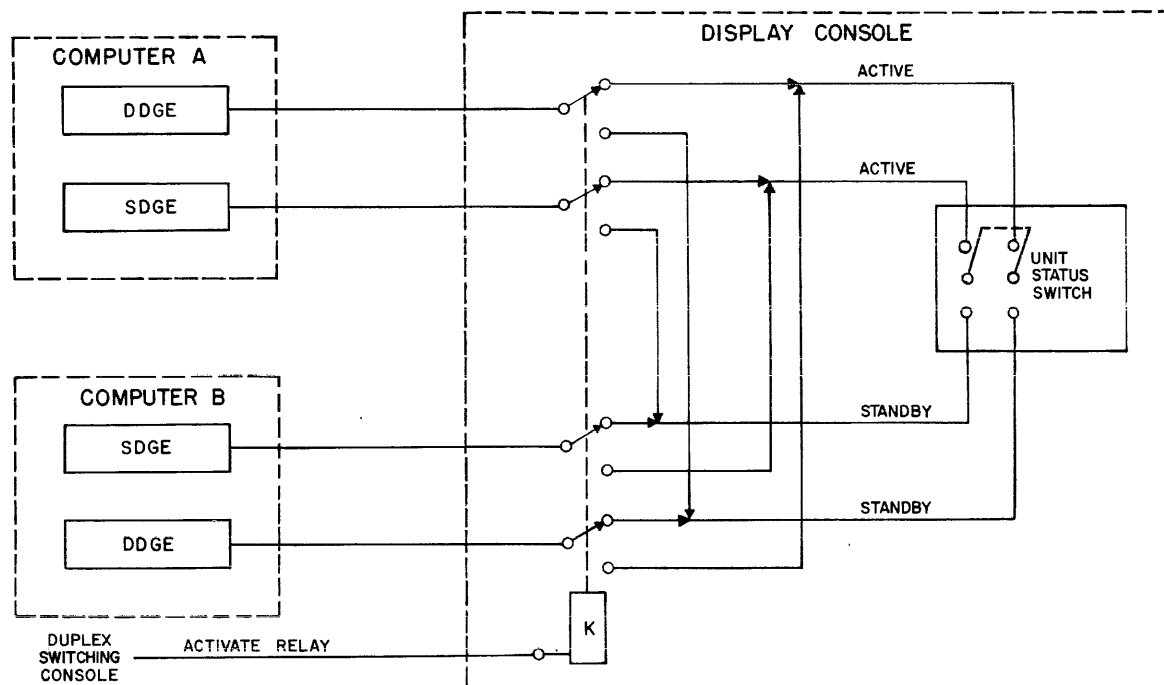 DISPLAY CONSOLE
COMPUTER A
DDGE
SDGE
ACTIVE
ACTIVE
UNIT
STATUS
SWITCH
COMPUTER B
SDGE
DDGE
STANDBY
STANDBY
K
DUPLEX
SWITCHING
CONSOLE
ACTIVATE RELAY